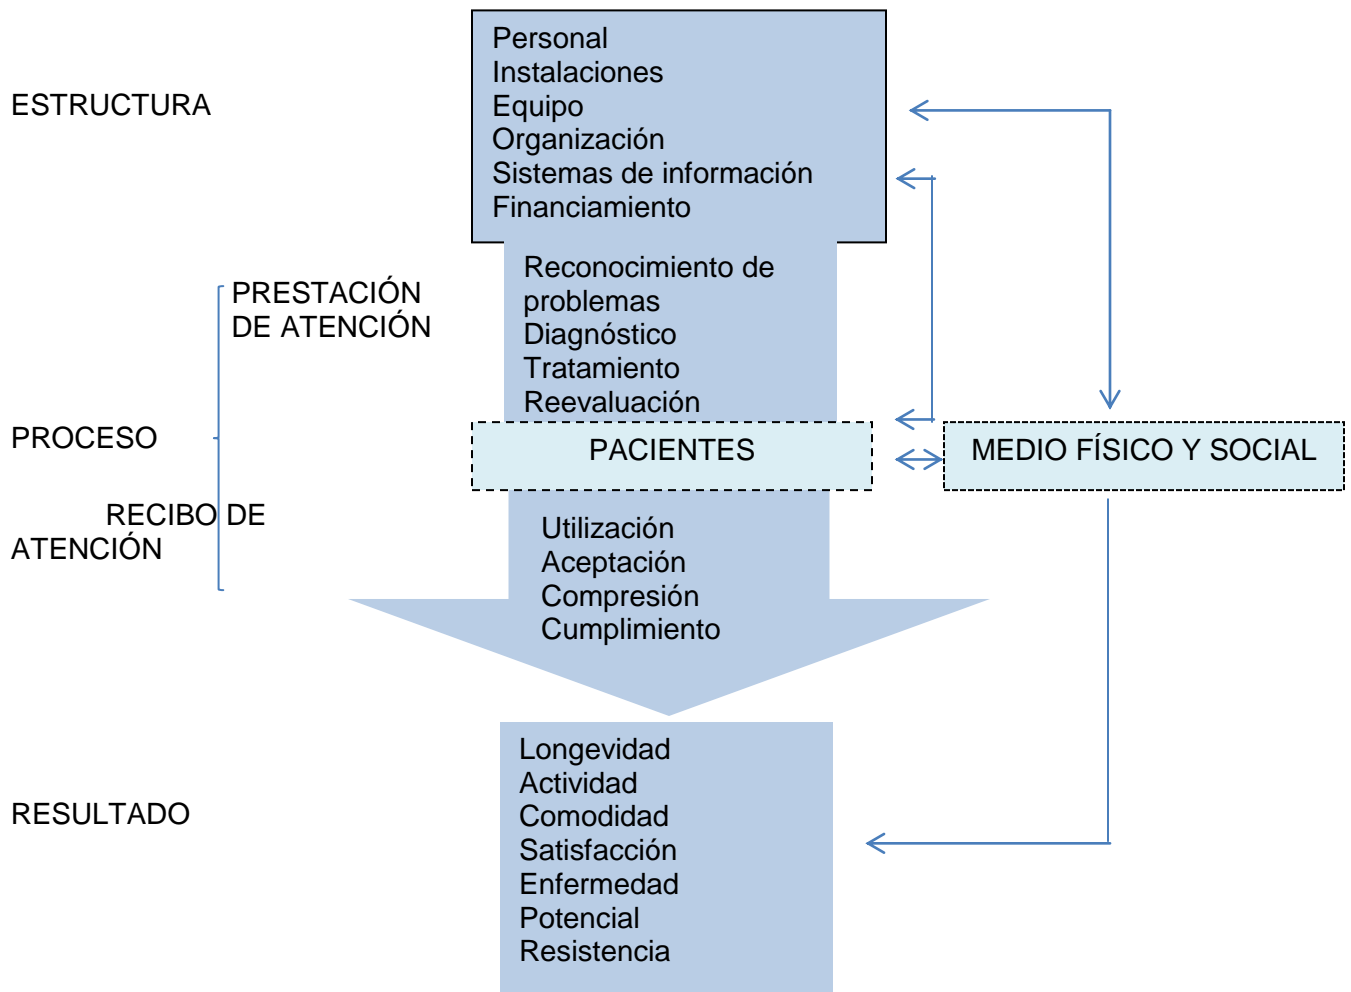 Personal
Instalaciones
ESTRUCTURA
Equipo
Organización
Sistemas de información
Financiamiento
PRESTACIÓN
DE ATENCIÓN
Reconocimiento de
problemas
Diagnóstico
Tratamiento
Reevaluación
PROCESO
PACIENTES
MEDIO FÍSICO Y SOCIAL
RECIBO DE
ATENCIÓN
Utilización
Aceptación
Compresión
Cumplimiento
RESULTADO
Longevidad
Actividad
Comodidad
Satisfacción
Enfermedad
Potencial
Resistencia